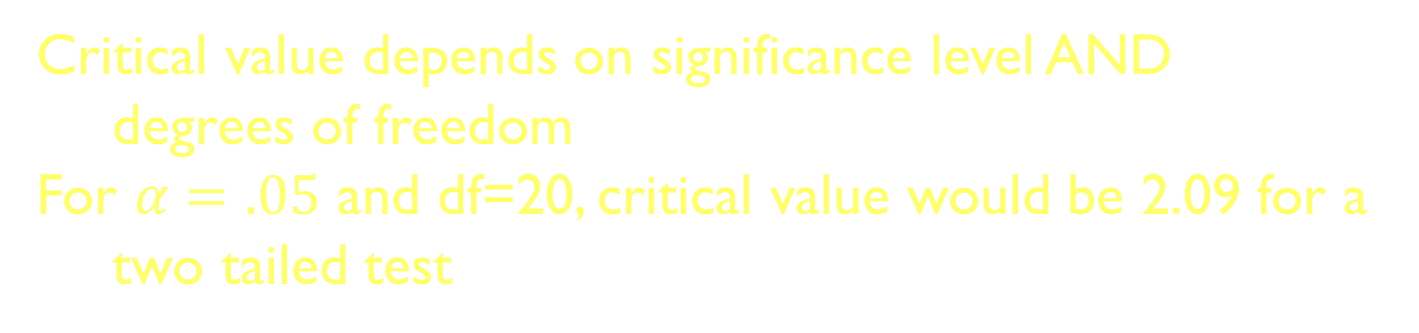 Critical value depends on significance level AND
degrees of freedom
For 𝛼 = .05 and df=20, critical value would be 2.09 for a
two tailed test